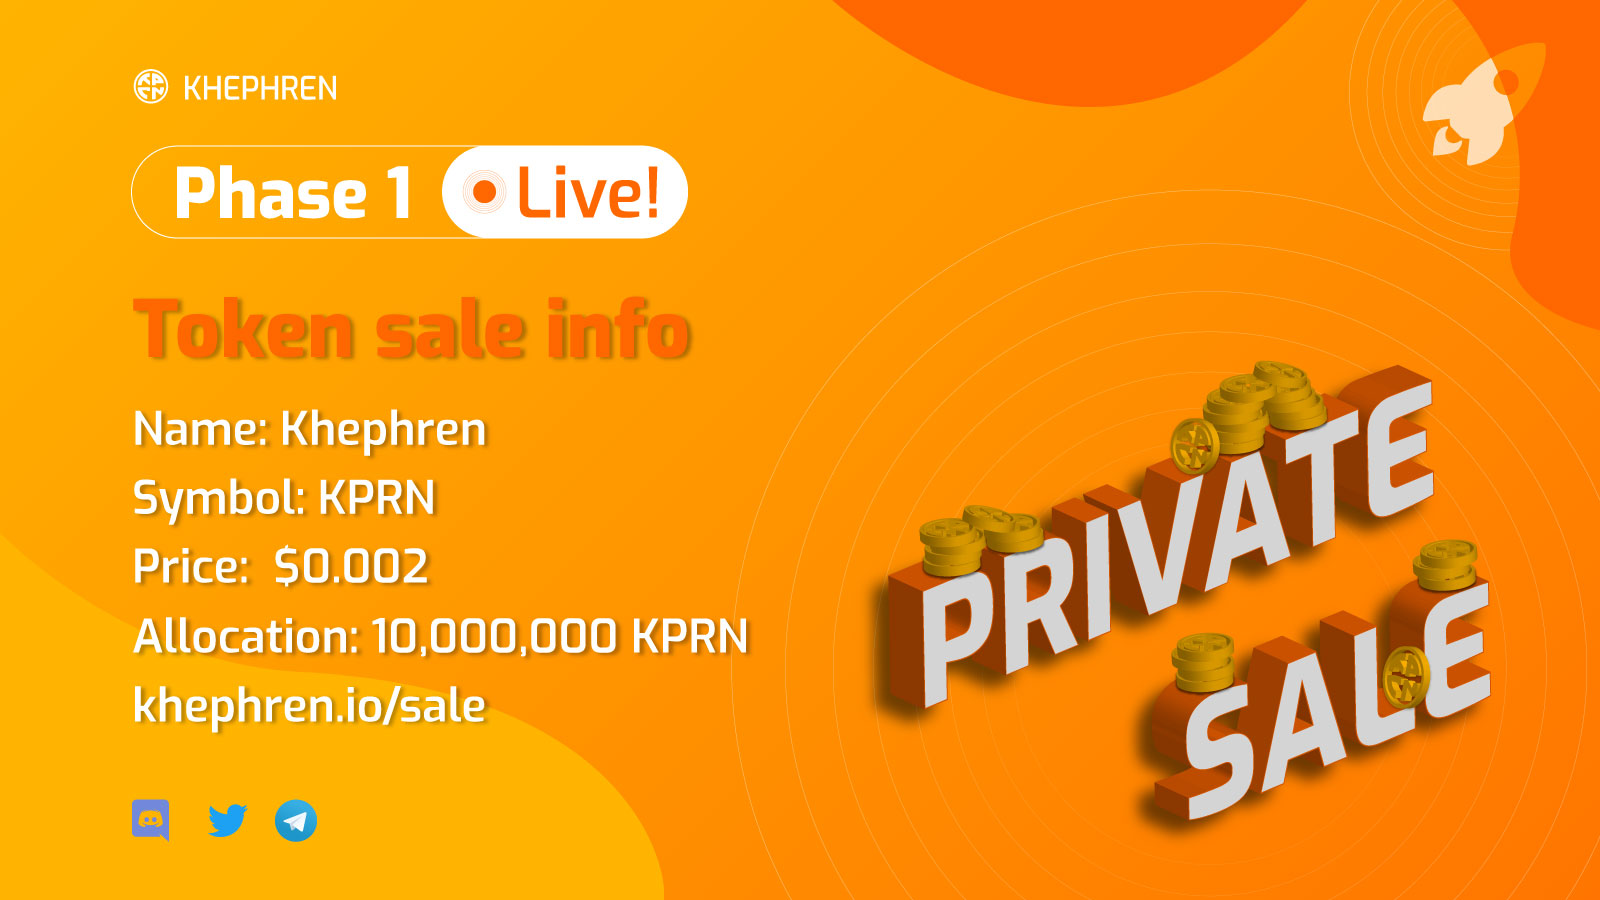 KHEPHREN
Phase 1 Live!
Token sale info
Name: Khephren
Symbol: KPRN
Price: $0.002
Allocation: 10,000,000 KPRN
khephren.io/sale
PRIVATE
SALE